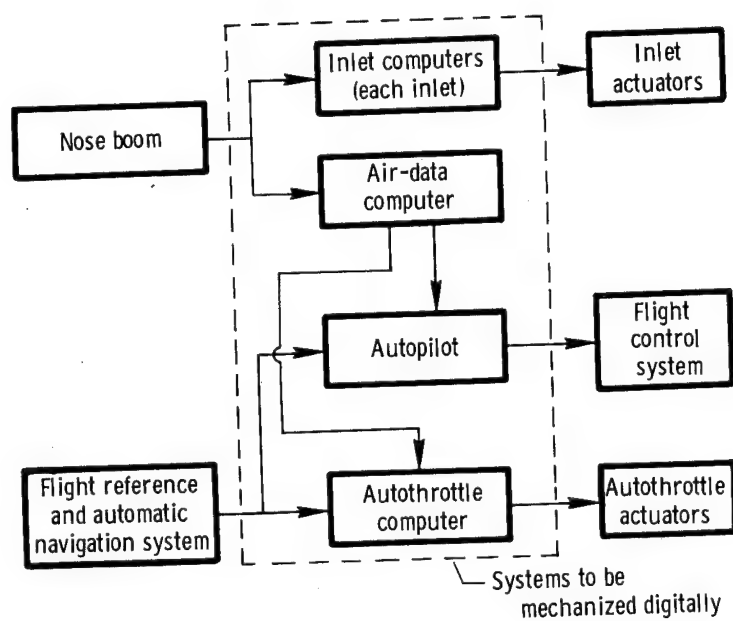 Inlet computers
(each inlet)
Inlet
actuators
Nose boom
Air-data
computer
Autopilot
Flight
control
system
Flight reference
and automatic
navigation system
Autothrottle
computer
Autothrottle
actuators
Systems to be
mechanized digitally